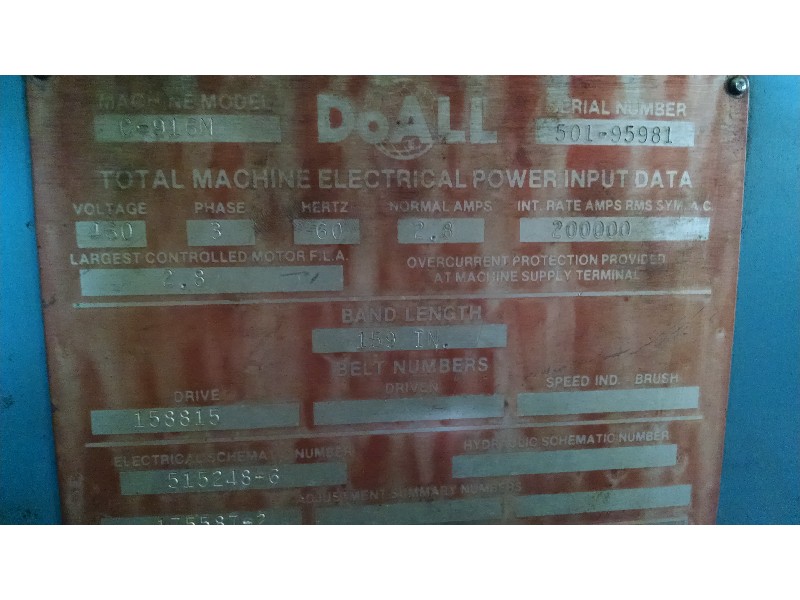 MACHINE MODEL DoALL SERIAL NUMBER
C-916M 501-95981
TOTAL MACHINE ELECTRICAL POWER INPUT DATA
VOLTAGE PHASE HERTZ NORMAL AMPS INT. RATE AMPS RMS SYM. A.C.
3 60 2.8 200000
LARGEST CONTROLLED MOTOR F.L.A. OVERCURRENT PROTECTION PROVIDED
2.8 AT MACHINE SUPPLY TERMINAL
BAND LENGTH
IN.
BELT NUMBERS
DRIVE DRIVEN SPEED IND. BRUSH
158815
ELECTRICAL SCHEMATIC NUMBER HYDRAULIC SCHEMATIC NUMBER
515248-6
ADJUSTMENT SUMMARY NUMBERS
175587-2